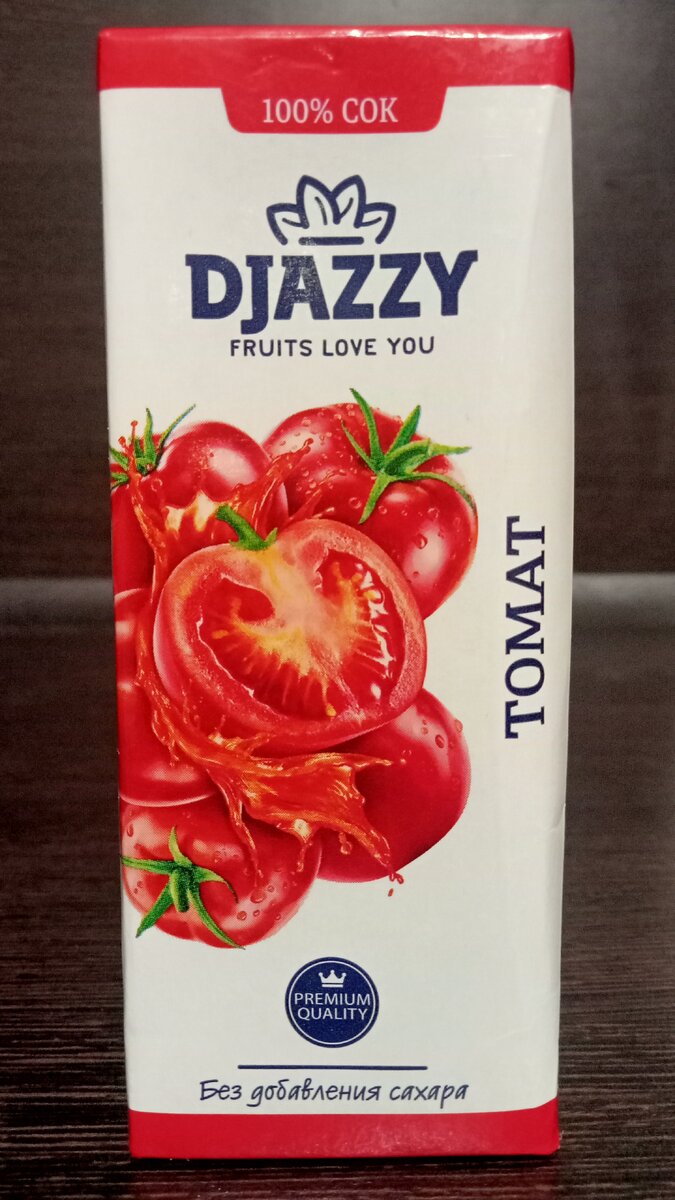 100% СОК
DJAZZY
FRUITS LOVE YOU
ТОМАТ
PREMIUM
QUALITY
Без добавления сахара